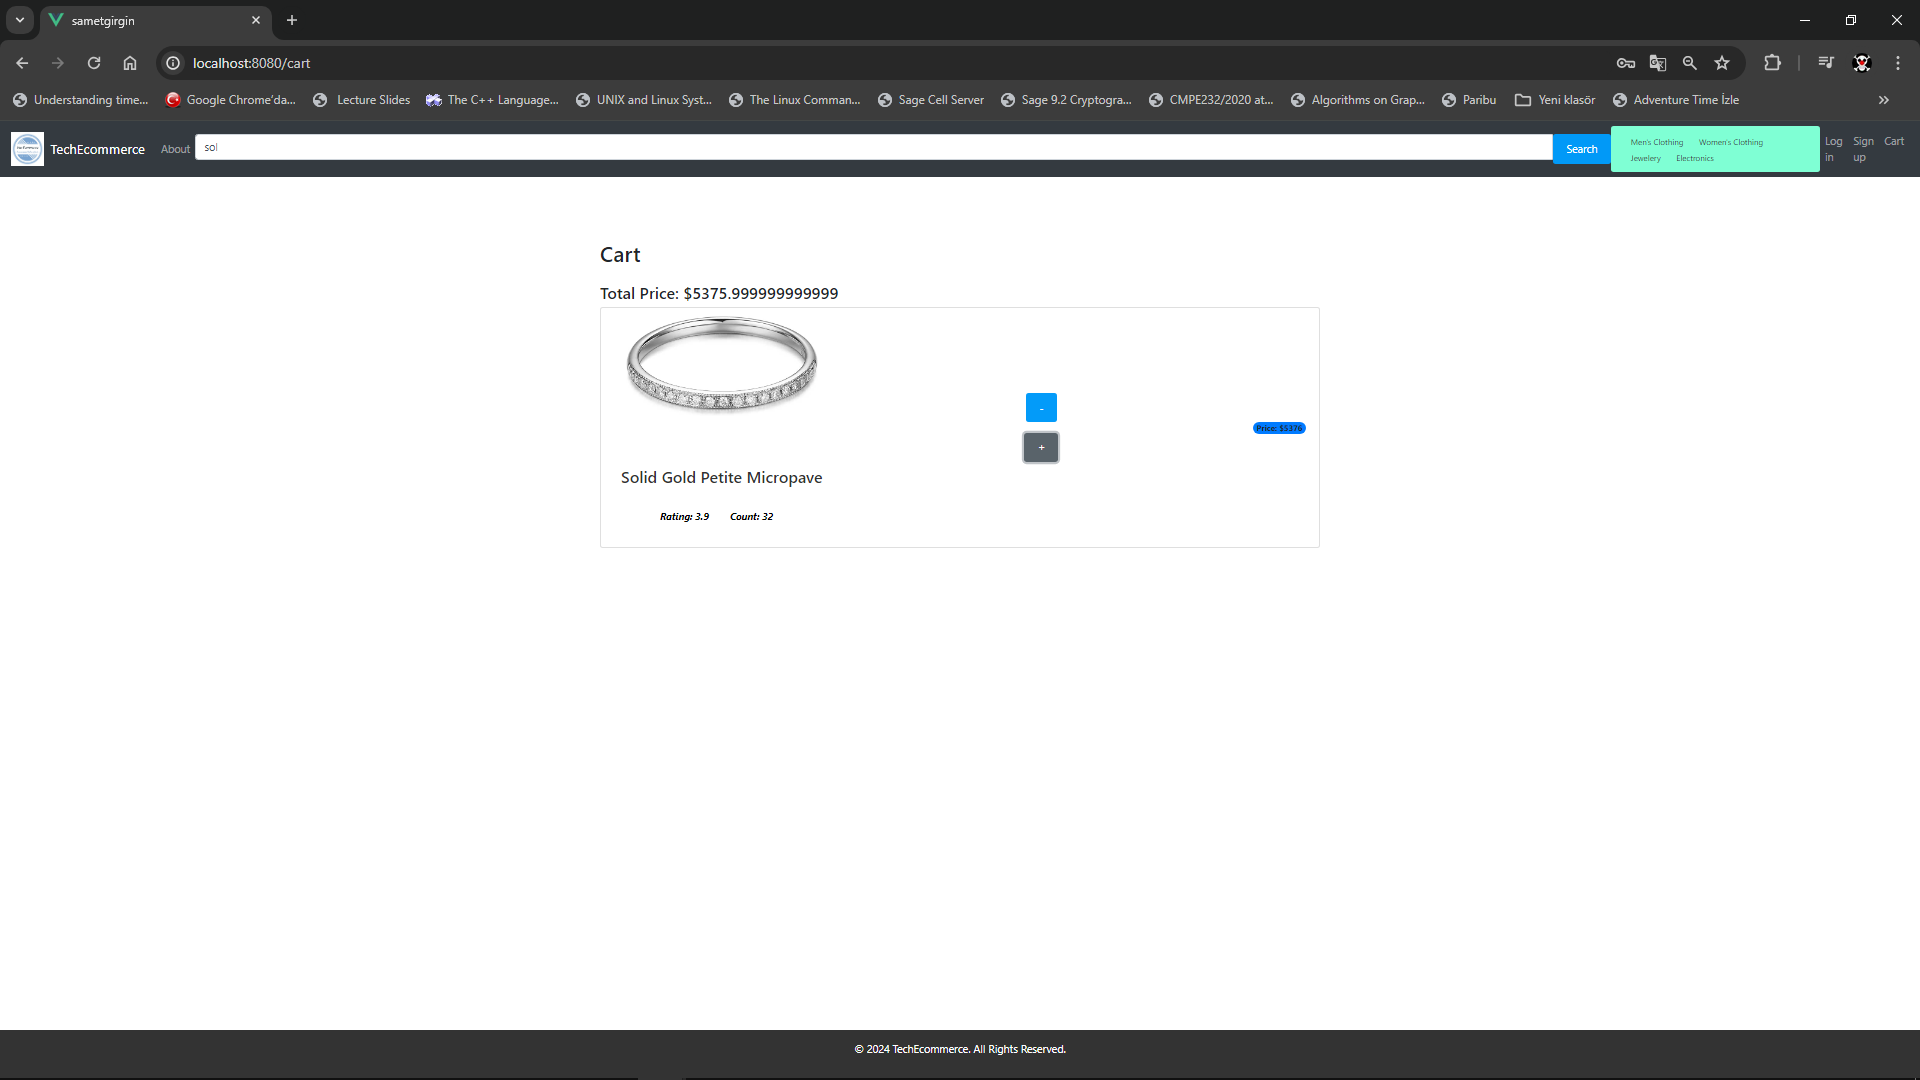 sametgirgin
localhost:8080/cart
Understanding time... Google Chrome'da... Lecture Slides The C++ Language... UNIX and Linux Syst... The Linux Comman... Sage Cell Server Sage 9.2 Cryptogra... CMPE232/2020 at... Algorithms on Grap... Paribu Yeni klasör Adventure Time İzle
TechEcommerce About sol Search
Men's Clothing Women's Clothing
Jewelery Electronics
Log in Sign up Cart
Cart
Total Price: $5375.999999999999
-
+
Price: $5376
Solid Gold Petite Micropave
Rating: 3.9 Count: 32
© 2024 TechEcommerce. All Rights Reserved.